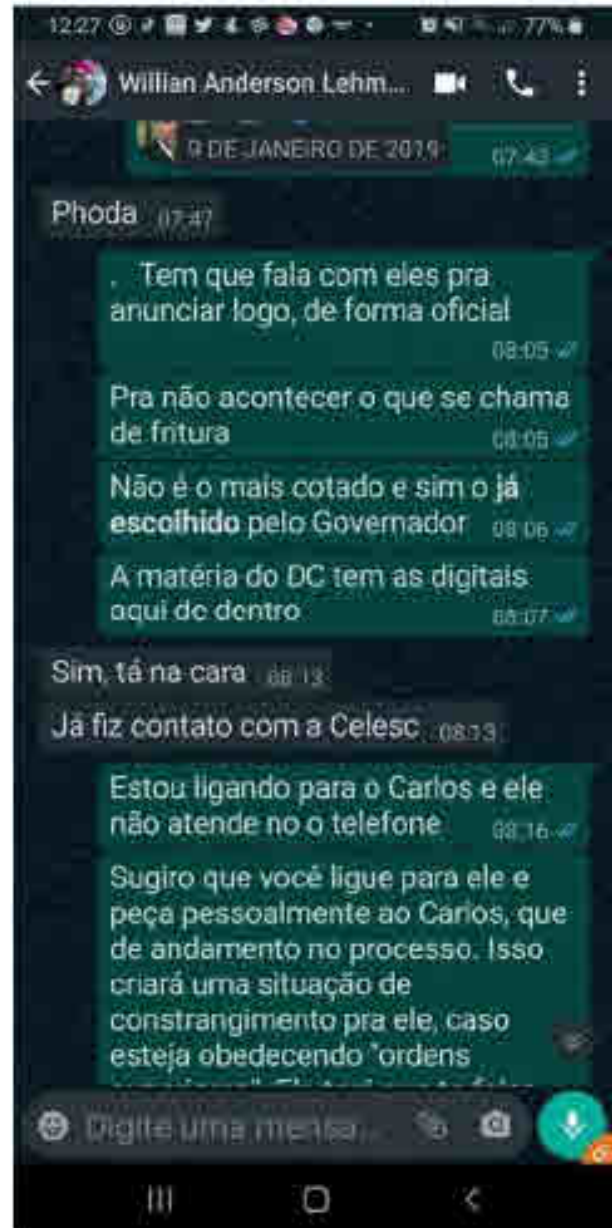 12:27
77%
Willian Anderson Lehm...
9 DE JANEIRO DE 2019
07:43
Phoda 07:47
. Tem que fala com eles pra
anunciar logo, de forma oficial
08:05
Pra não acontecer o que se chama
de fritura 08:05
Não é o mais cotado e sim o já
escolhido pelo Governador 08:06
A matéria do DC tem as digitais
aqui de dentro 08:07
Sim, tá na cara 08:13
Já fiz contato com a Celesc 08:13
Estou ligando para o Carlos e ele
não atende no o telefone 08:16
Sugiro que você ligue para ele e
peça pessoalmente ao Carlos, que
de andamento no processo. Isso
criará uma situação de
constrangimento pra ele, caso
esteja obedecendo "ordens
Digite uma mensa...